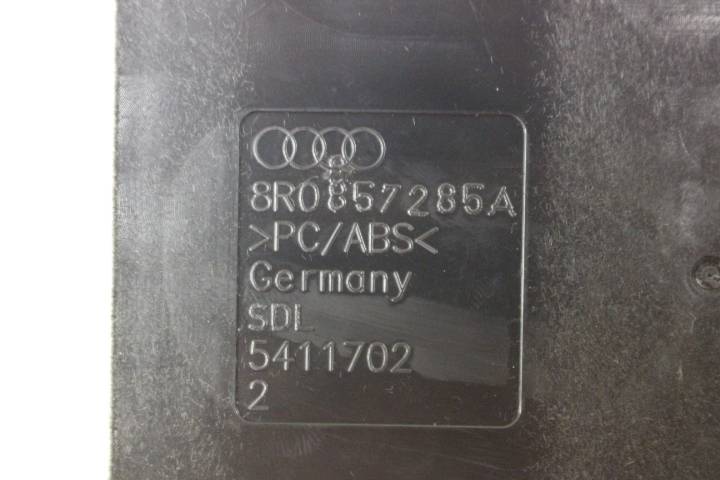 8R0857285A
>PC/ABS<
Germany
SDL
5411702
2